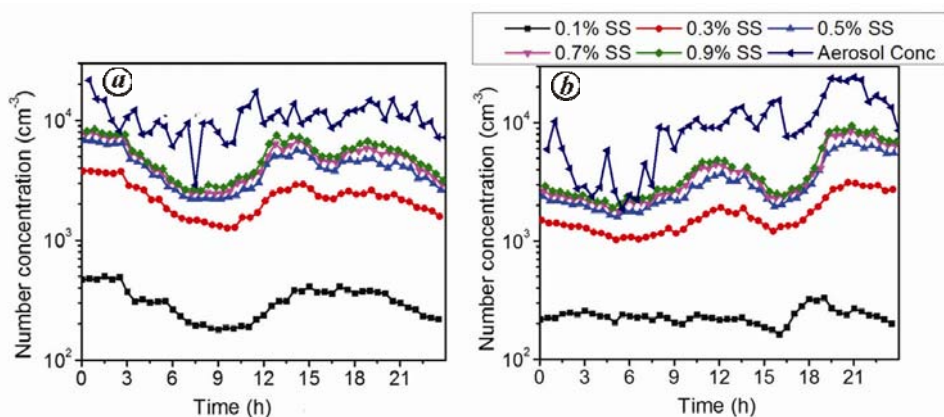 0.1% SS 0.3% SS 0.5% SS
0.7% SS 0.9% SS Aerosol Conc
a
10⁴
10³
10²
Number concentration (cm⁻³)
0 3 6 9 12 15 18 21
Time (h)
b
10⁴
10³
10²
Number concentration (cm⁻³)
0 3 6 9 12 15 18 21
Time (h)